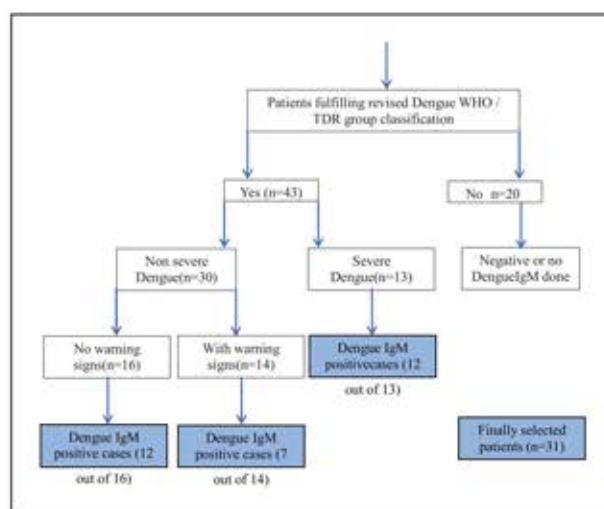 Patients fulfilling revised Dengue WHO /
TDR group classification
Yes (n=43)
No n=20
Non severe
Dengue(n=30)
Severe
Dengue(n=13)
Negative or no
DengueIgM done
No warning
signs(n=16)
With warning
signs(n=14)
Dengue IgM
positivecases (12
out of 13)
Dengue IgM
positive cases (12
out of 16)
Dengue IgM
positive cases (7
out of 14)
Finally selected
patients (n=31)